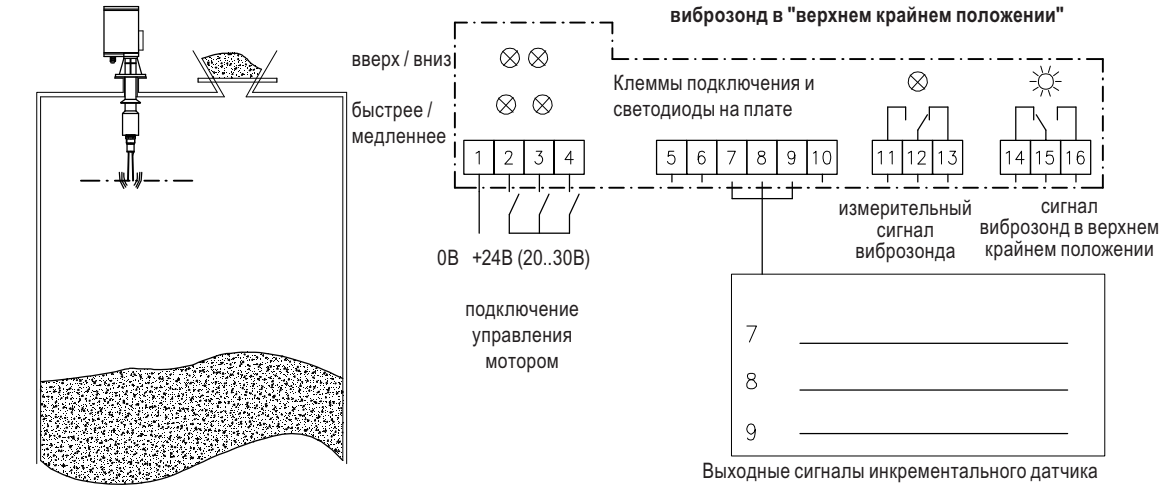 виброзонд в "верхнем крайнем положении"
вверх / вниз
быстрее /
медленнее
Клеммы подключения и
светодиоды на плате
1 2 3 4
5 6 7 8 9 10
11 12 13
14 15 16
0В +24В (20..30В)
подключение
управления
мотором
измерительный
сигнал
виброзонда
сигнал
виброзонд в верхнем
крайнем положении
7
8
9
Выходные сигналы инкрементального датчика